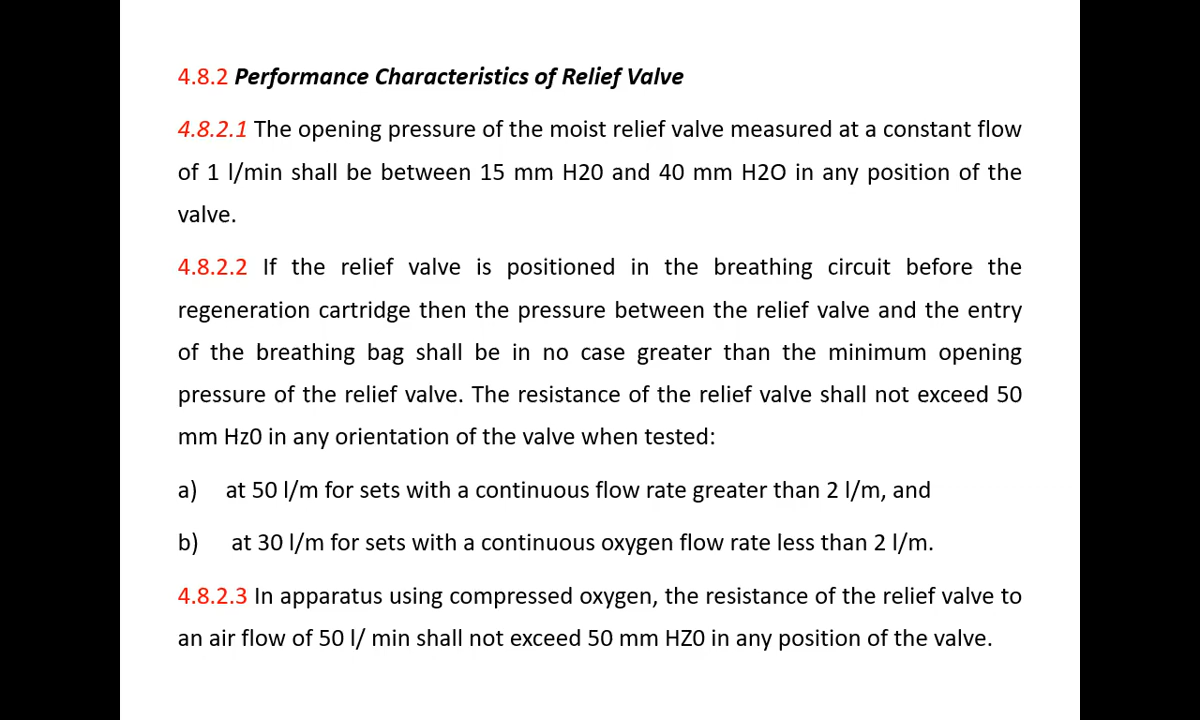 4.8.2 Performance Characteristics of Relief Valve
4.8.2.1 The opening pressure of the moist relief valve measured at a constant flow
of 1 l/min shall be between 15 mm H20 and 40 mm H2O in any position of the
valve.
4.8.2.2 If the relief valve is positioned in the breathing circuit before the
regeneration cartridge then the pressure between the relief valve and the entry
of the breathing bag shall be in no case greater than the minimum opening
pressure of the relief valve. The resistance of the relief valve shall not exceed 50
mm Hz0 in any orientation of the valve when tested:
a) at 50 l/m for sets with a continuous flow rate greater than 2 l/m, and
b) at 30 l/m for sets with a continuous oxygen flow rate less than 2 l/m.
4.8.2.3 In apparatus using compressed oxygen, the resistance of the relief valve to
an air flow of 50 l/ min shall not exceed 50 mm HZ0 in any position of the valve.